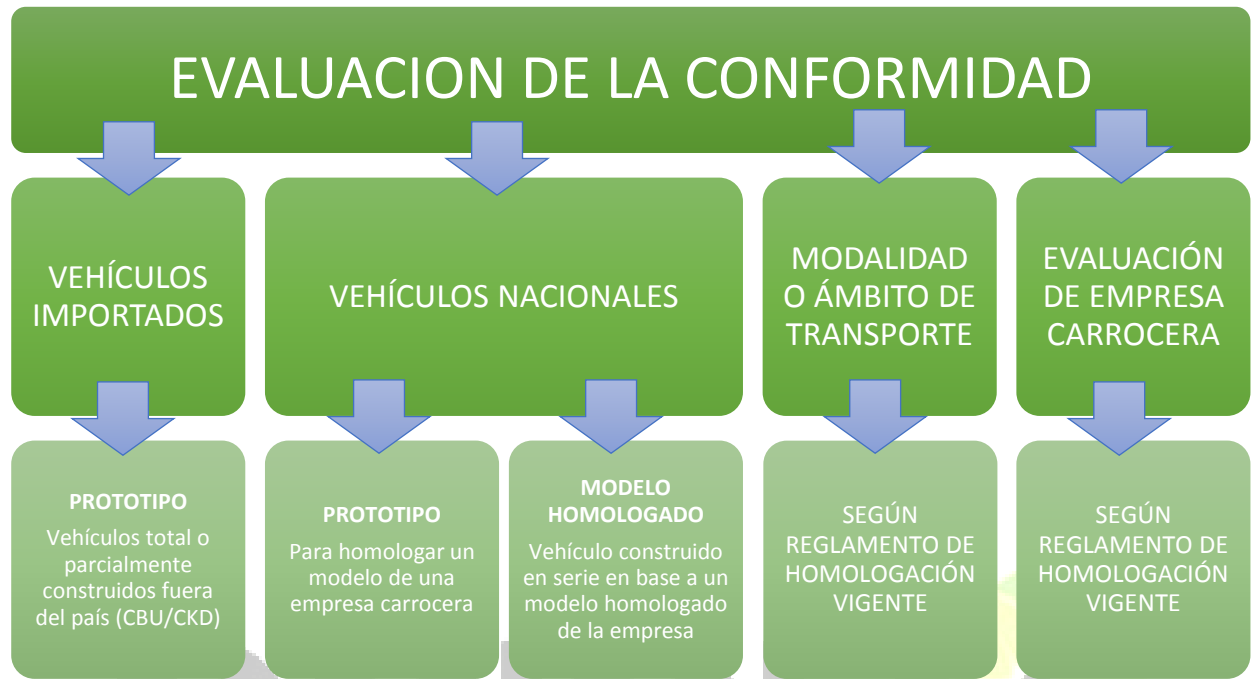 EVALUACION DE LA CONFORMIDAD
VEHÍCULOS
IMPORTADOS
VEHÍCULOS NACIONALES
MODALIDAD
O ÁMBITO DE
TRANSPORTE
EVALUACIÓN
DE EMPRESA
CARROCERA
PROTOTIPO
Vehículos total o
parcialmente
construidos fuera
del país (CBU/CKD)
PROTOTIPO
Para homologar un
modelo de una
empresa carrocera
MODELO
HOMOLOGADO
Vehículo construido
en serie en base a un
modelo homologado
de la empresa
SEGÚN
REGLAMENTO DE
HOMOLOGACIÓN
VIGENTE
SEGÚN
REGLAMENTO DE
HOMOLOGACIÓN
VIGENTE